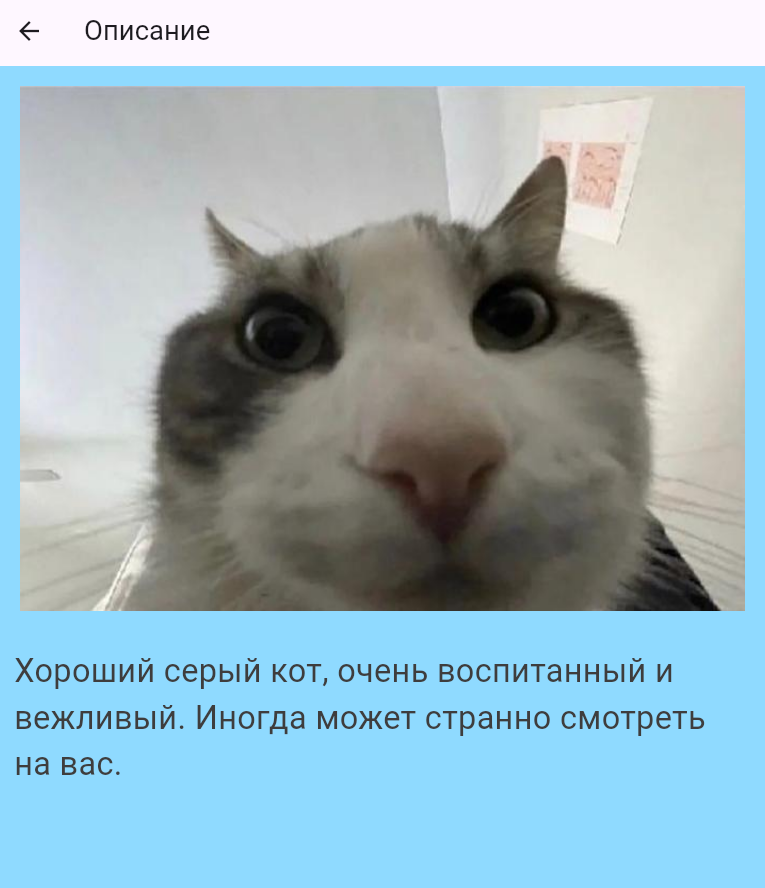 Описание
Хороший серый кот, очень воспитанный и
вежливый. Иногда может странно смотреть
на вас.